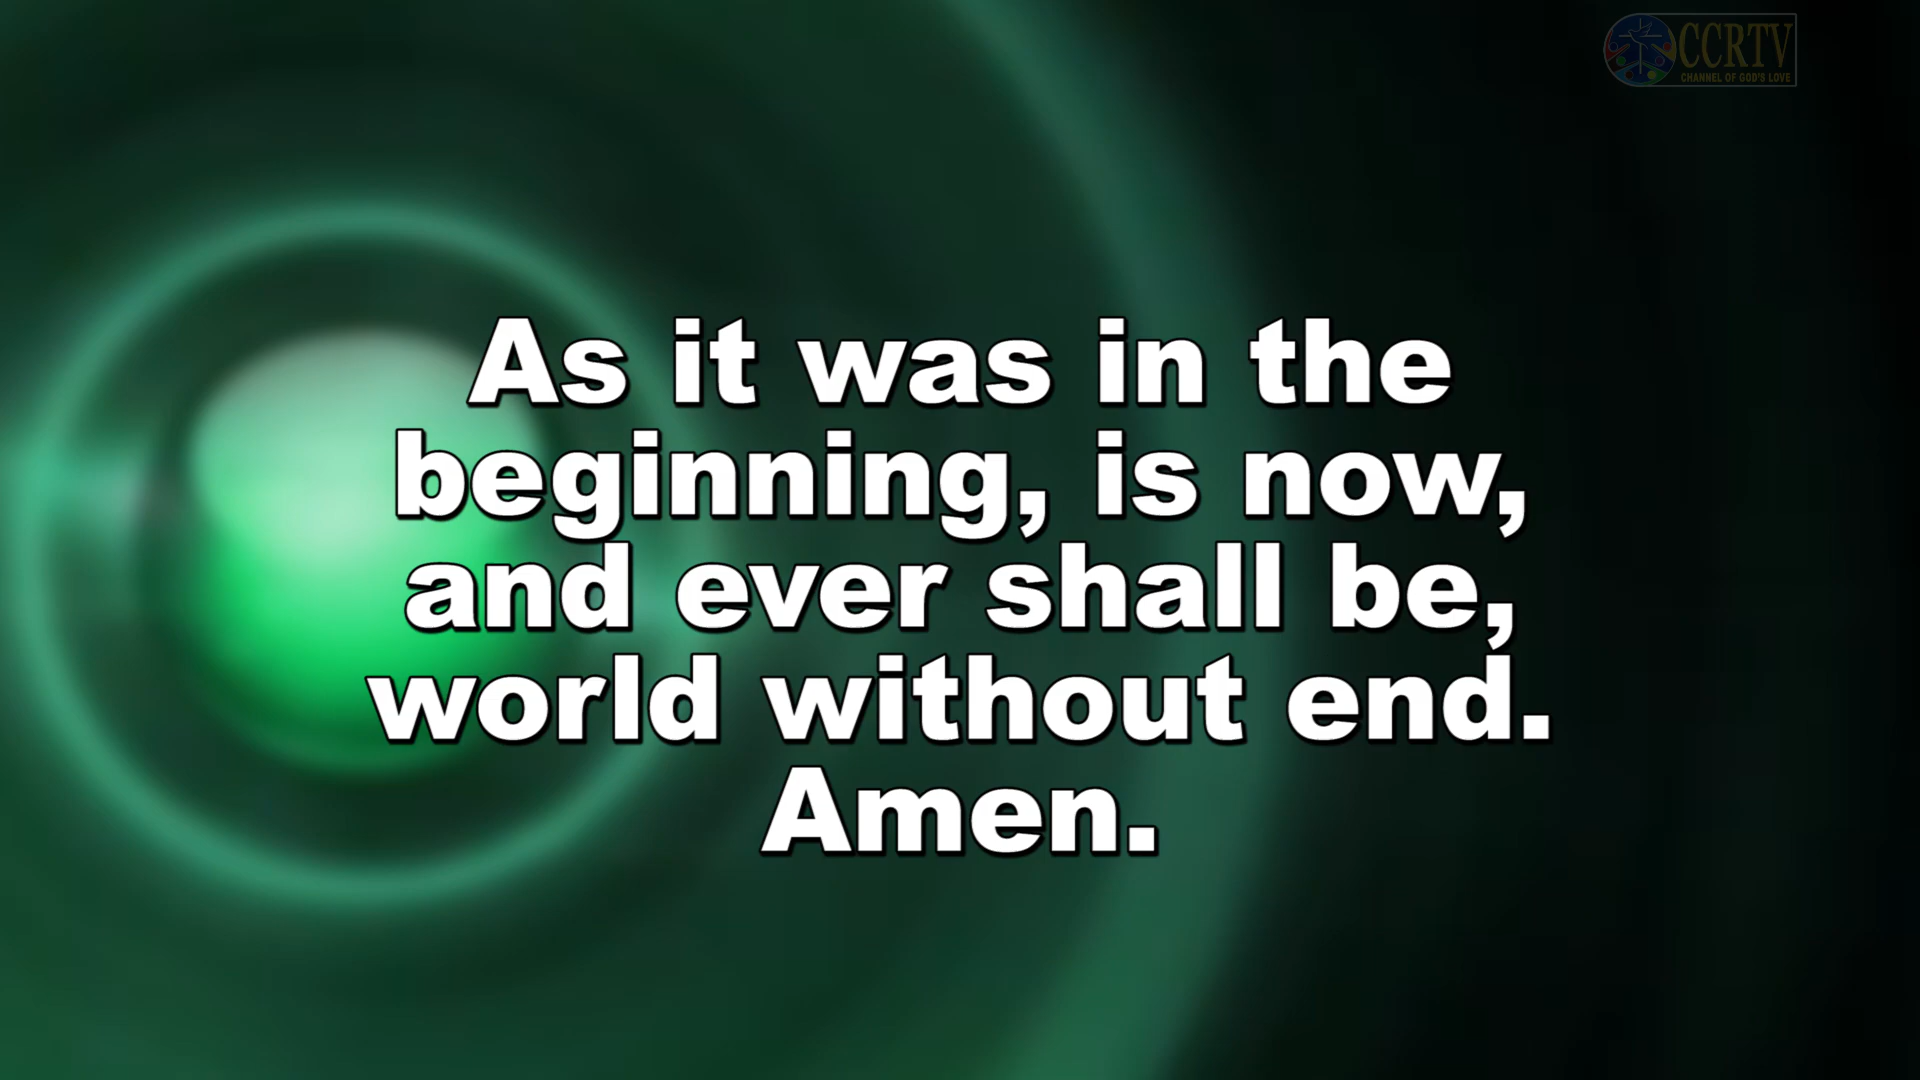 CCRTV
CHANNEL OF GOD'S LOVE
As it was in the
beginning, is now,
and ever shall be,
world without end.
Amen.